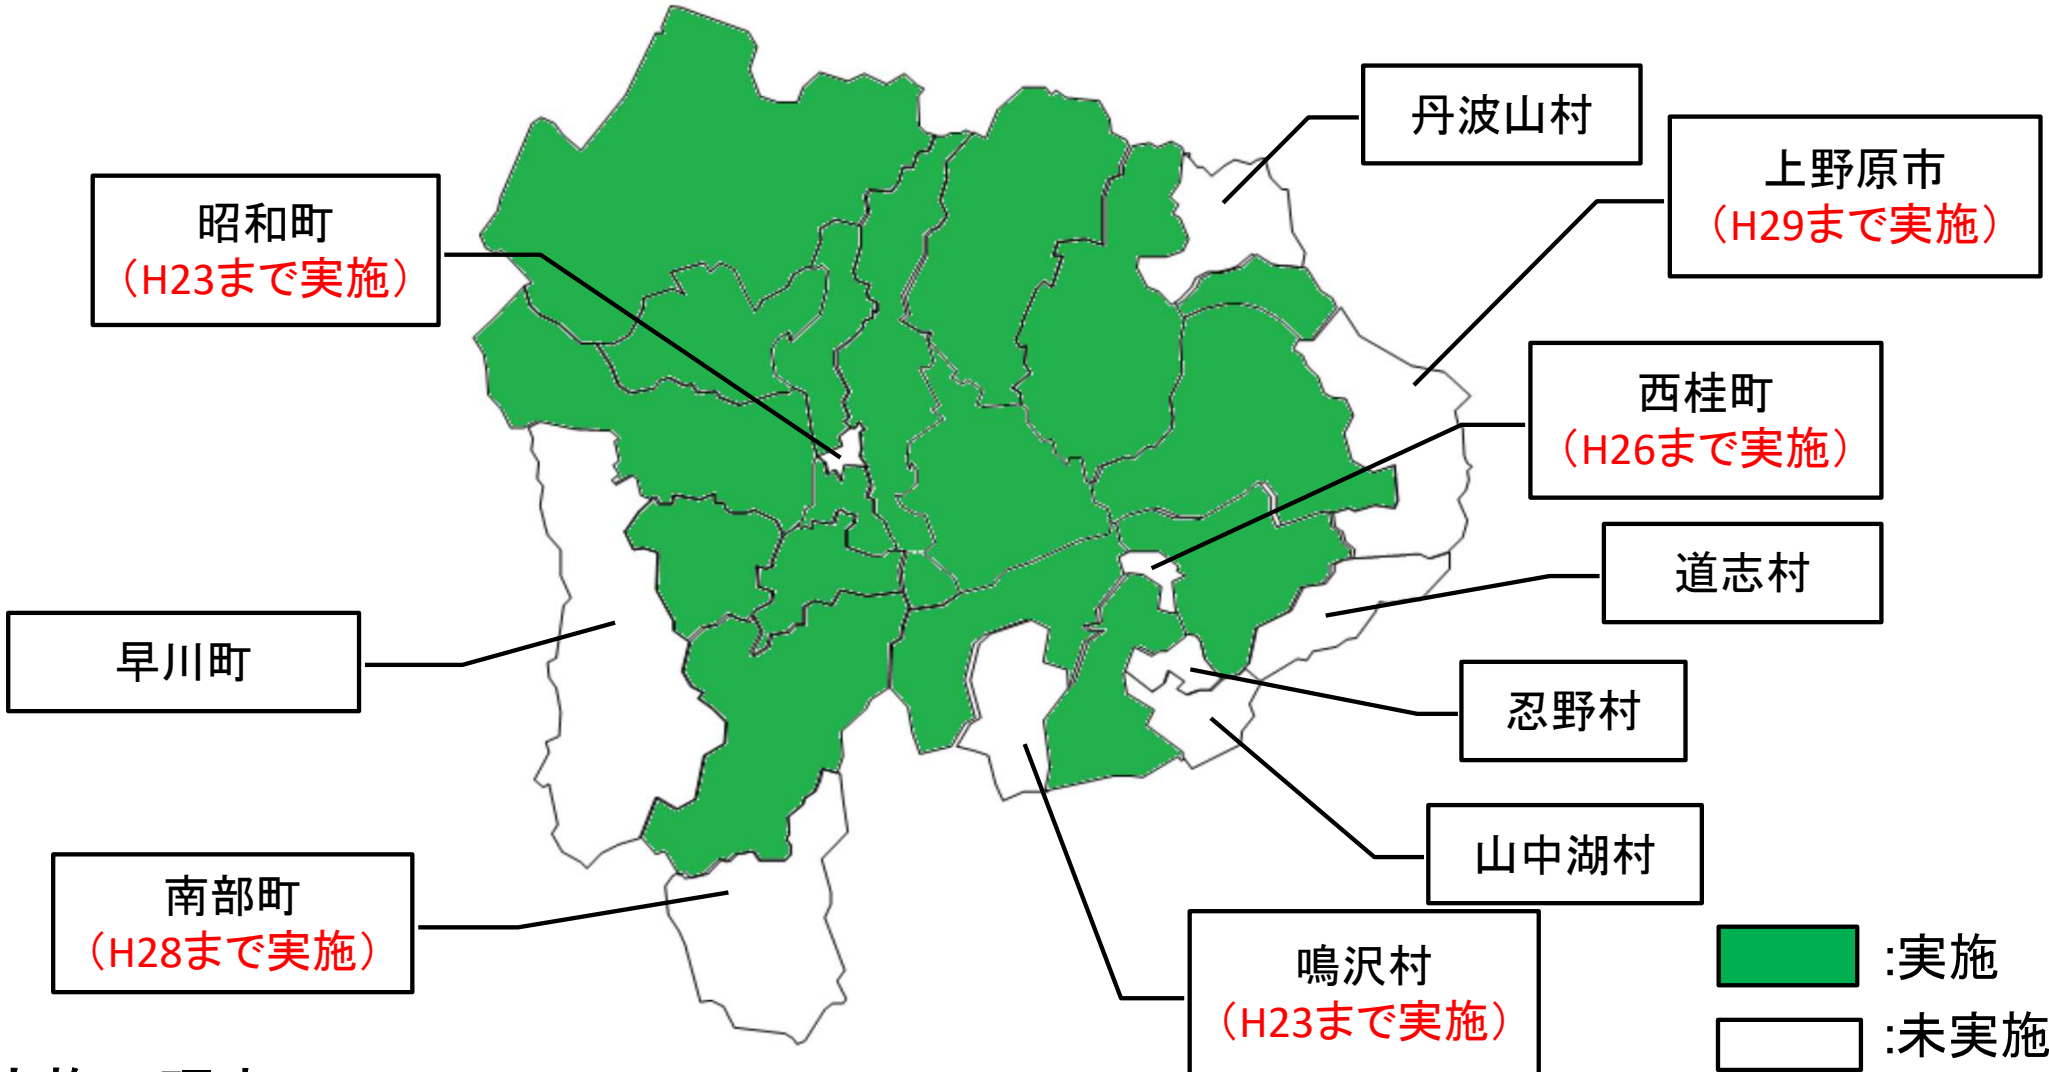 丹波山村
上野原市
（H29まで実施）
昭和町
（H23まで実施）
西桂町
（H26まで実施）
道志村
早川町
忍野村
山中湖村
南部町
（H28まで実施）
鳴沢村
（H23まで実施）
:実施
:未実施